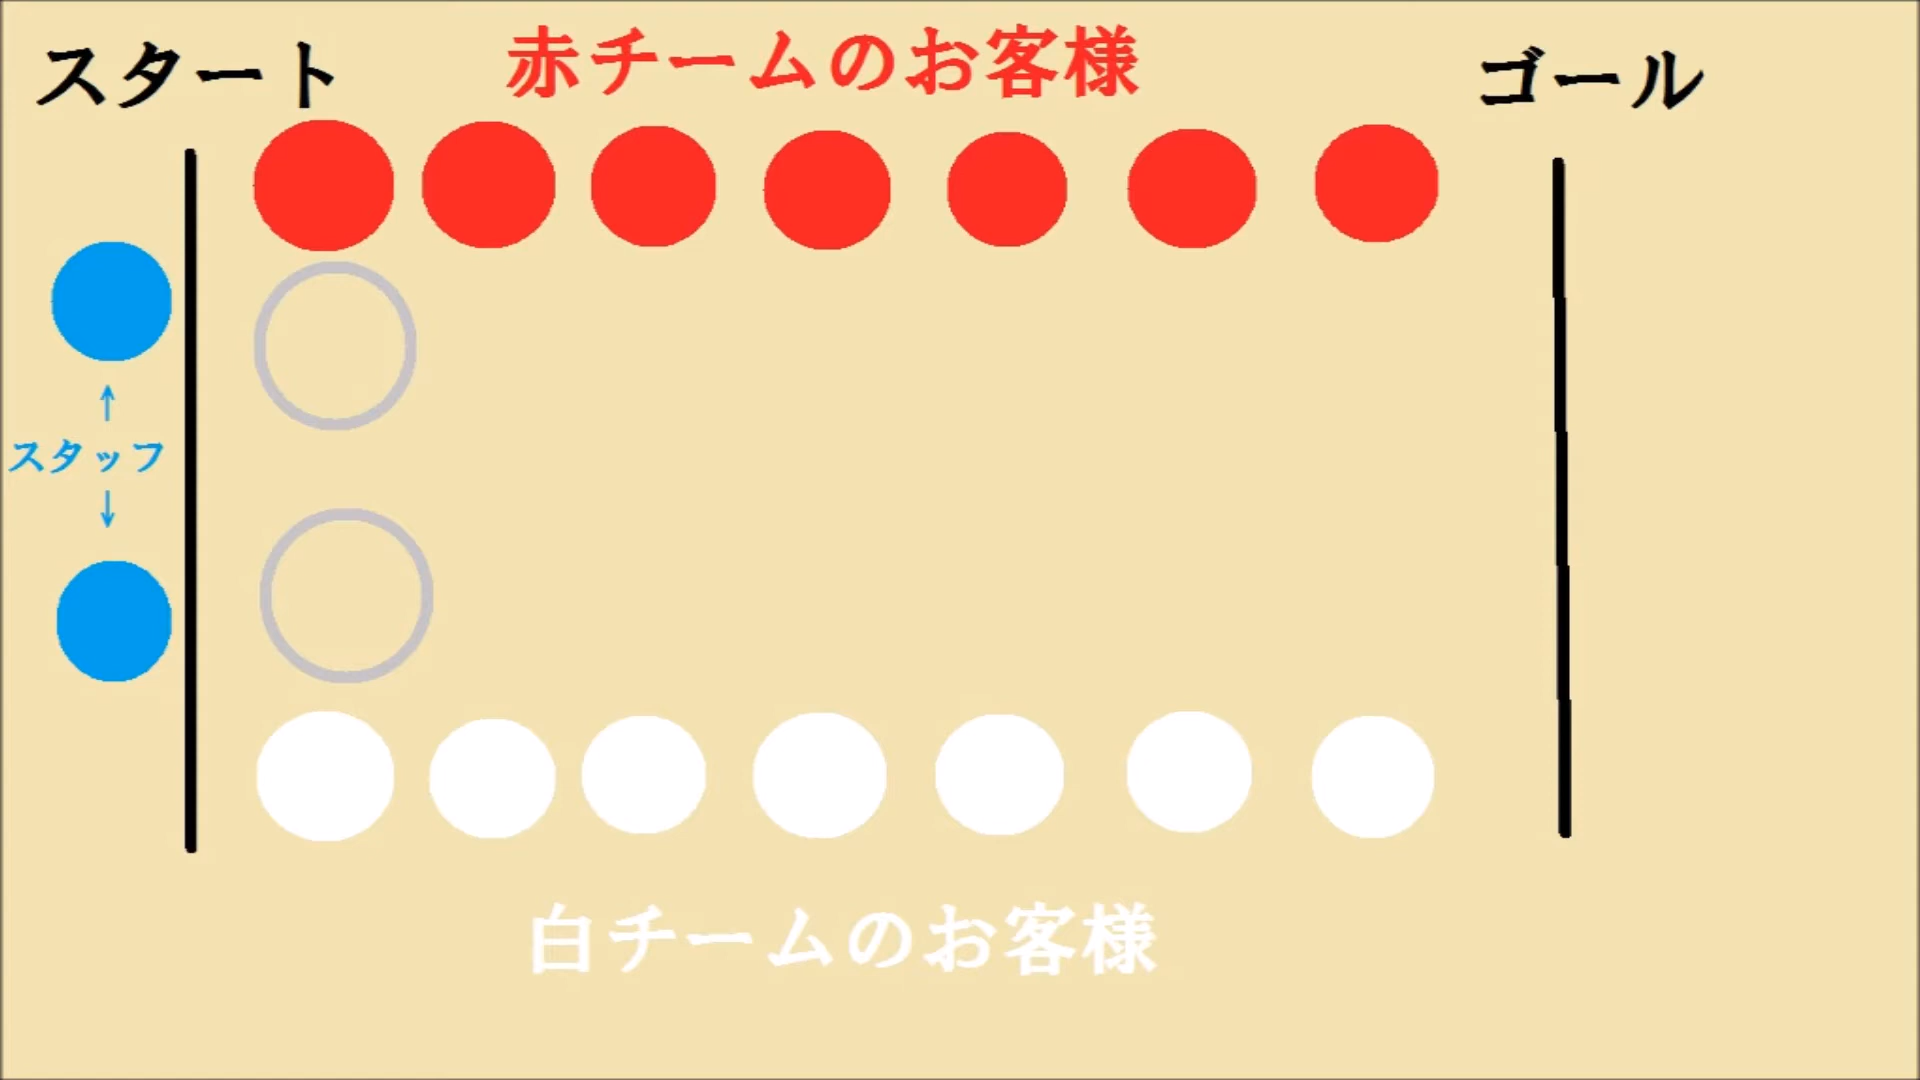 スタート
赤チームのお客様
ゴール
↑
スタッフ
↓
白チームのお客様